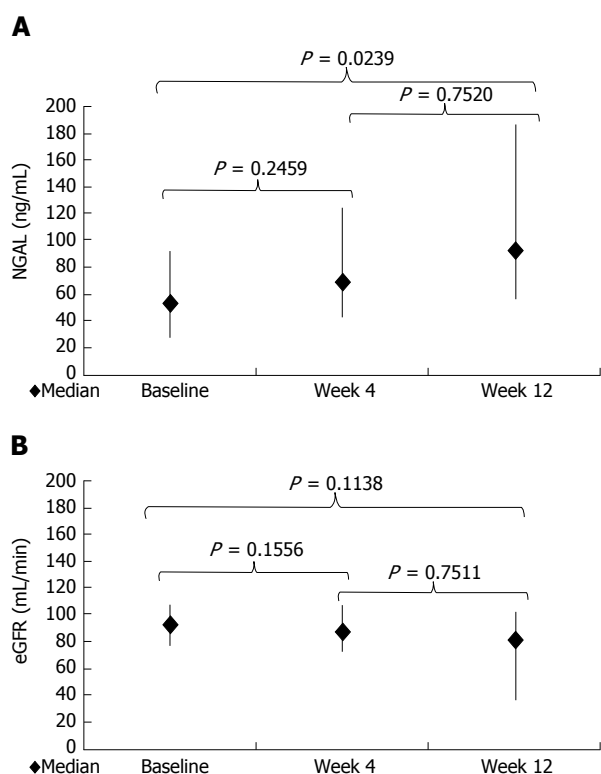 A
P = 0.0239
P = 0.7520
P = 0.2459
NGAL (ng/mL)
200
180
160
140
120
100
80
60
40
20
0
◆Median Baseline Week 4 Week 12
B
P = 0.1138
P = 0.1556
P = 0.7511
eGFR (mL/min)
200
180
160
140
120
100
80
60
40
20
0
◆Median Baseline Week 4 Week 12